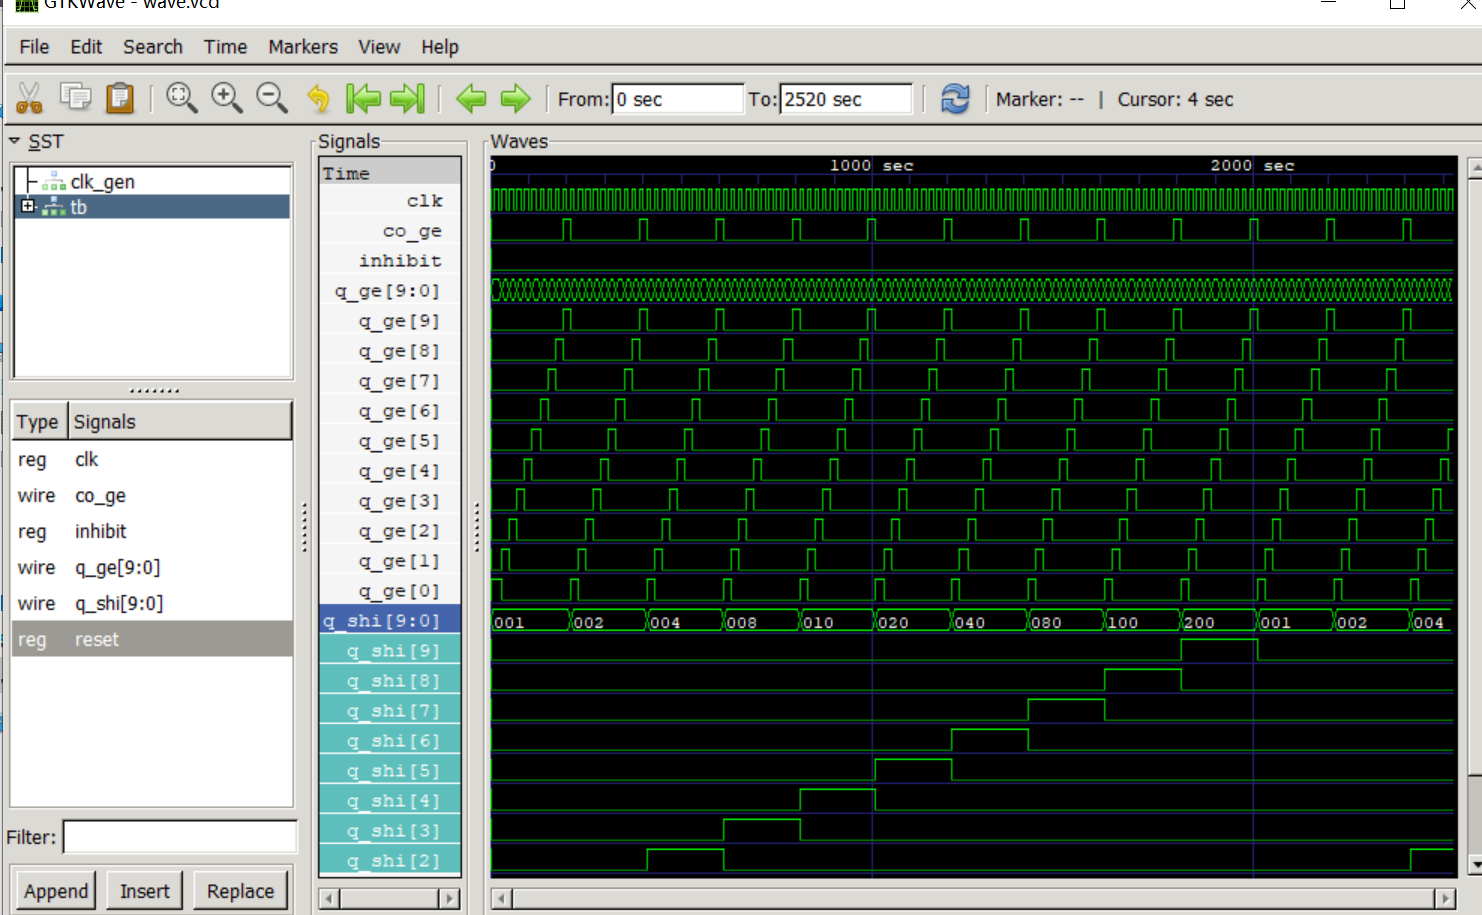 GTKWave - wave.vcd
File Edit Search Time Markers View Help
From: 0 sec To: 2520 sec Marker: -- | Cursor: 4 sec
SST
clk_gen
tb
Type Signals
reg clk
wire co_ge
reg inhibit
wire q_ge[9:0]
wire q_shi[9:0]
reg reset
Filter:
Append Insert Replace
Signals
Time
clk
co_ge
inhibit
q_ge[9:0]
q_ge[9]
q_ge[8]
q_ge[7]
q_ge[6]
q_ge[5]
q_ge[4]
q_ge[3]
q_ge[2]
q_ge[1]
q_ge[0]
q_shi[9:0]
q_shi[9]
q_shi[8]
q_shi[7]
q_shi[6]
q_shi[5]
q_shi[4]
q_shi[3]
q_shi[2]
Waves
0 1000 sec 2000 sec
001 002 004 008 010 020 040 080 100 200 001 002 004